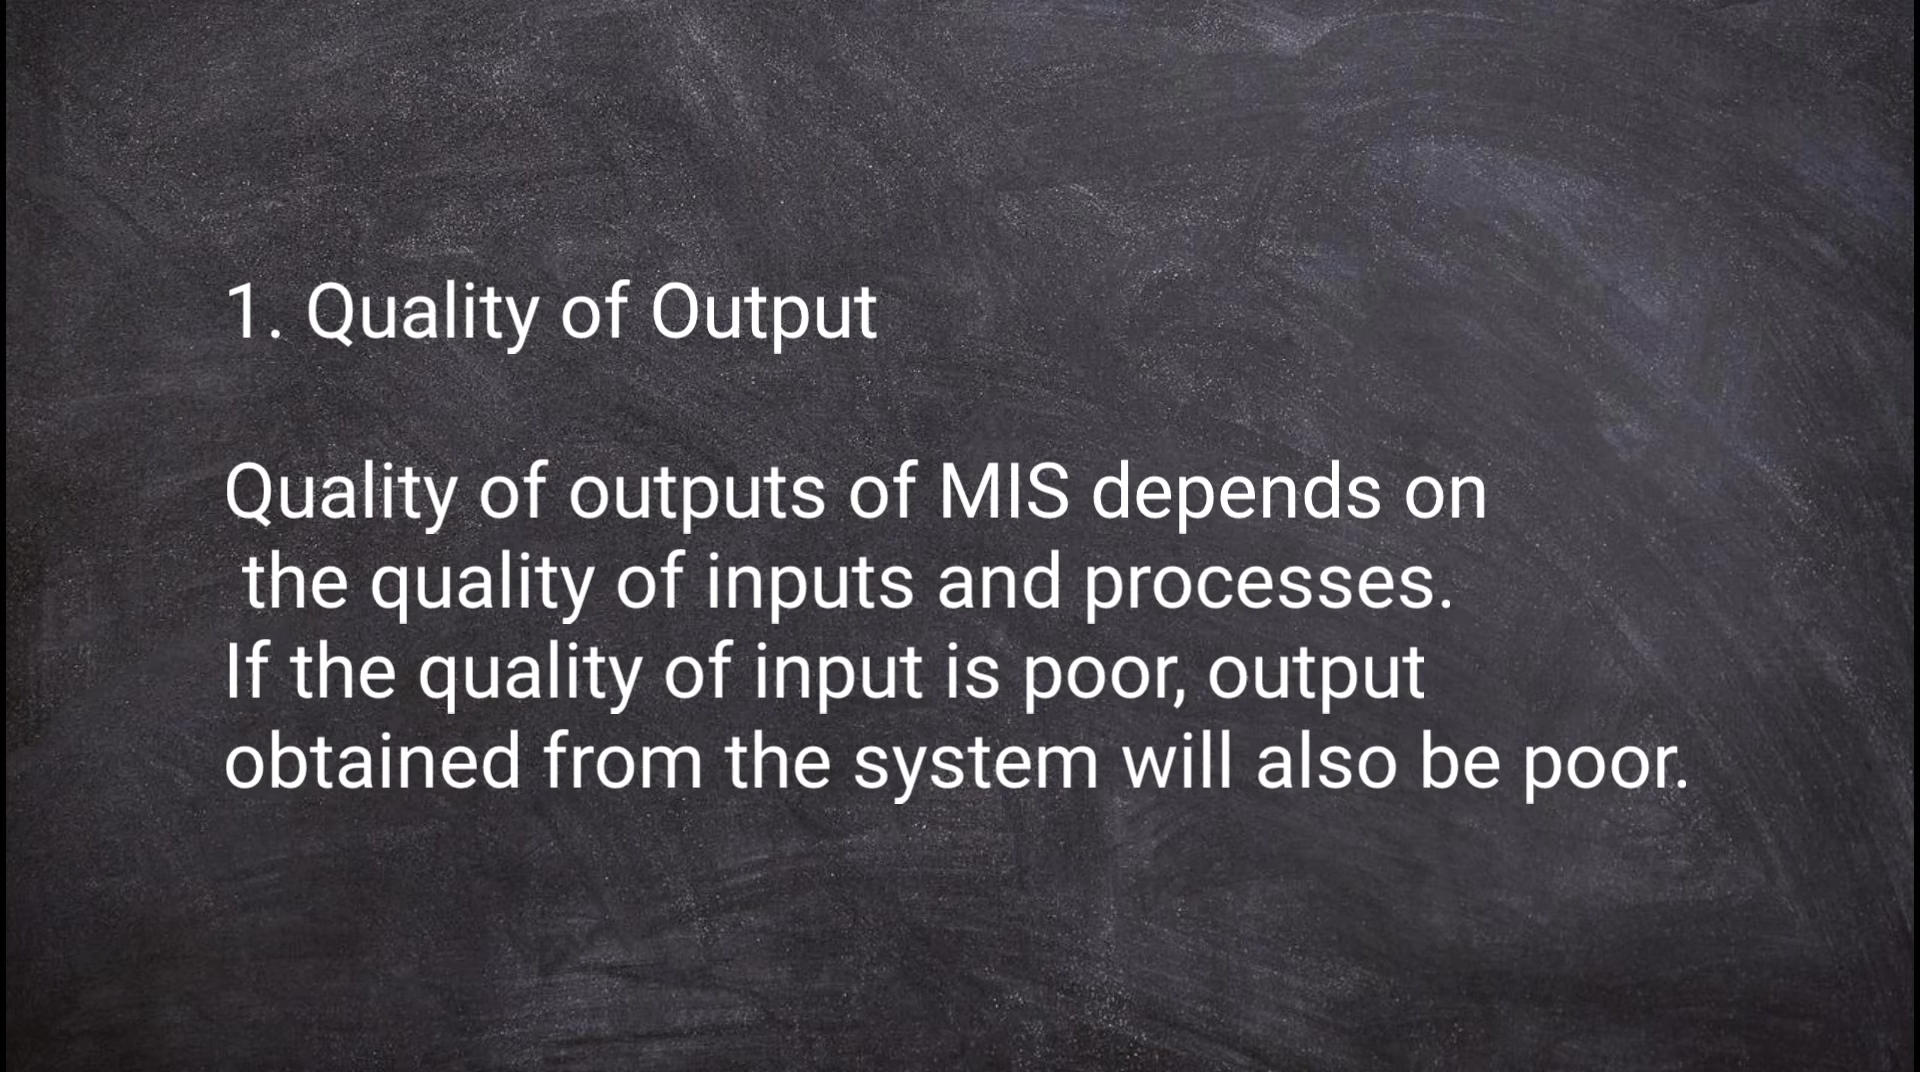 1. Quality of Output
Quality of outputs of MIS depends on
the quality of inputs and processes.
If the quality of input is poor, output
obtained from the system will also be poor.